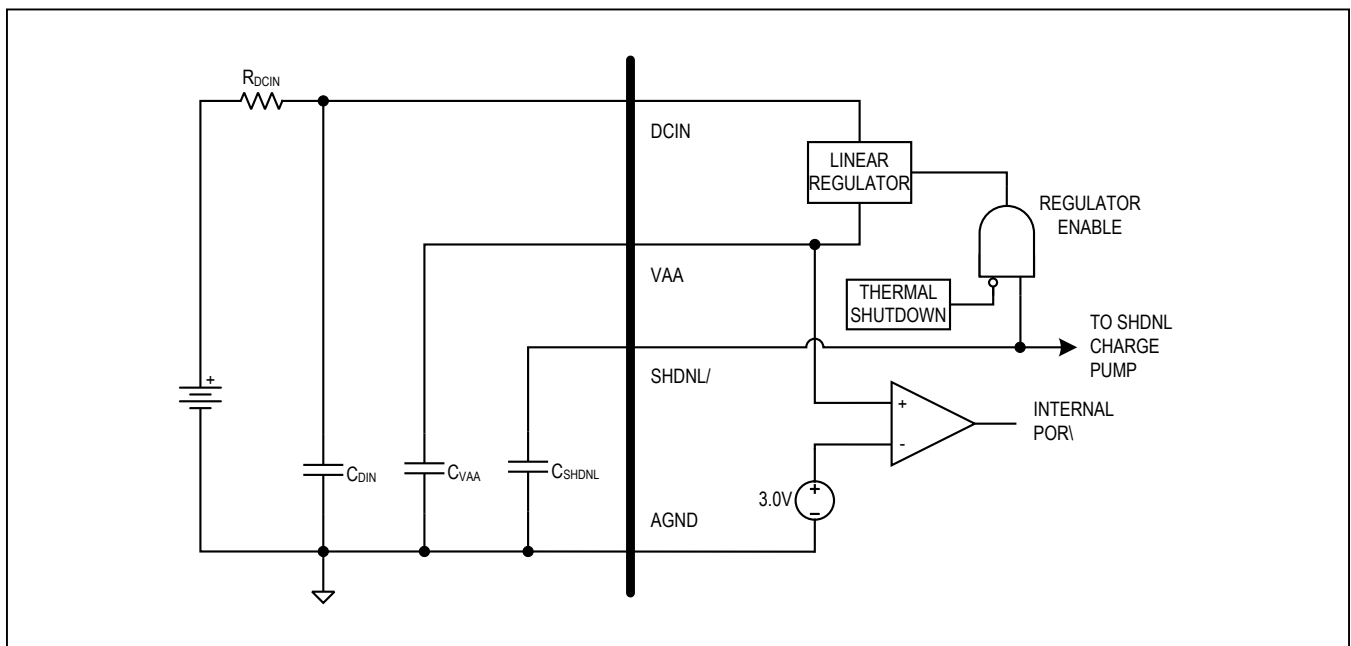 RDCIN
DCIN
LINEAR
REGULATOR
REGULATOR
ENABLE
VAA
THERMAL
SHUTDOWN
TO SHDNL
CHARGE
PUMP
SHDNL/
+
+
INTERNAL
POR\
-
CDIN
CVAA
CSHDNL
3.0V
+
–
AGND